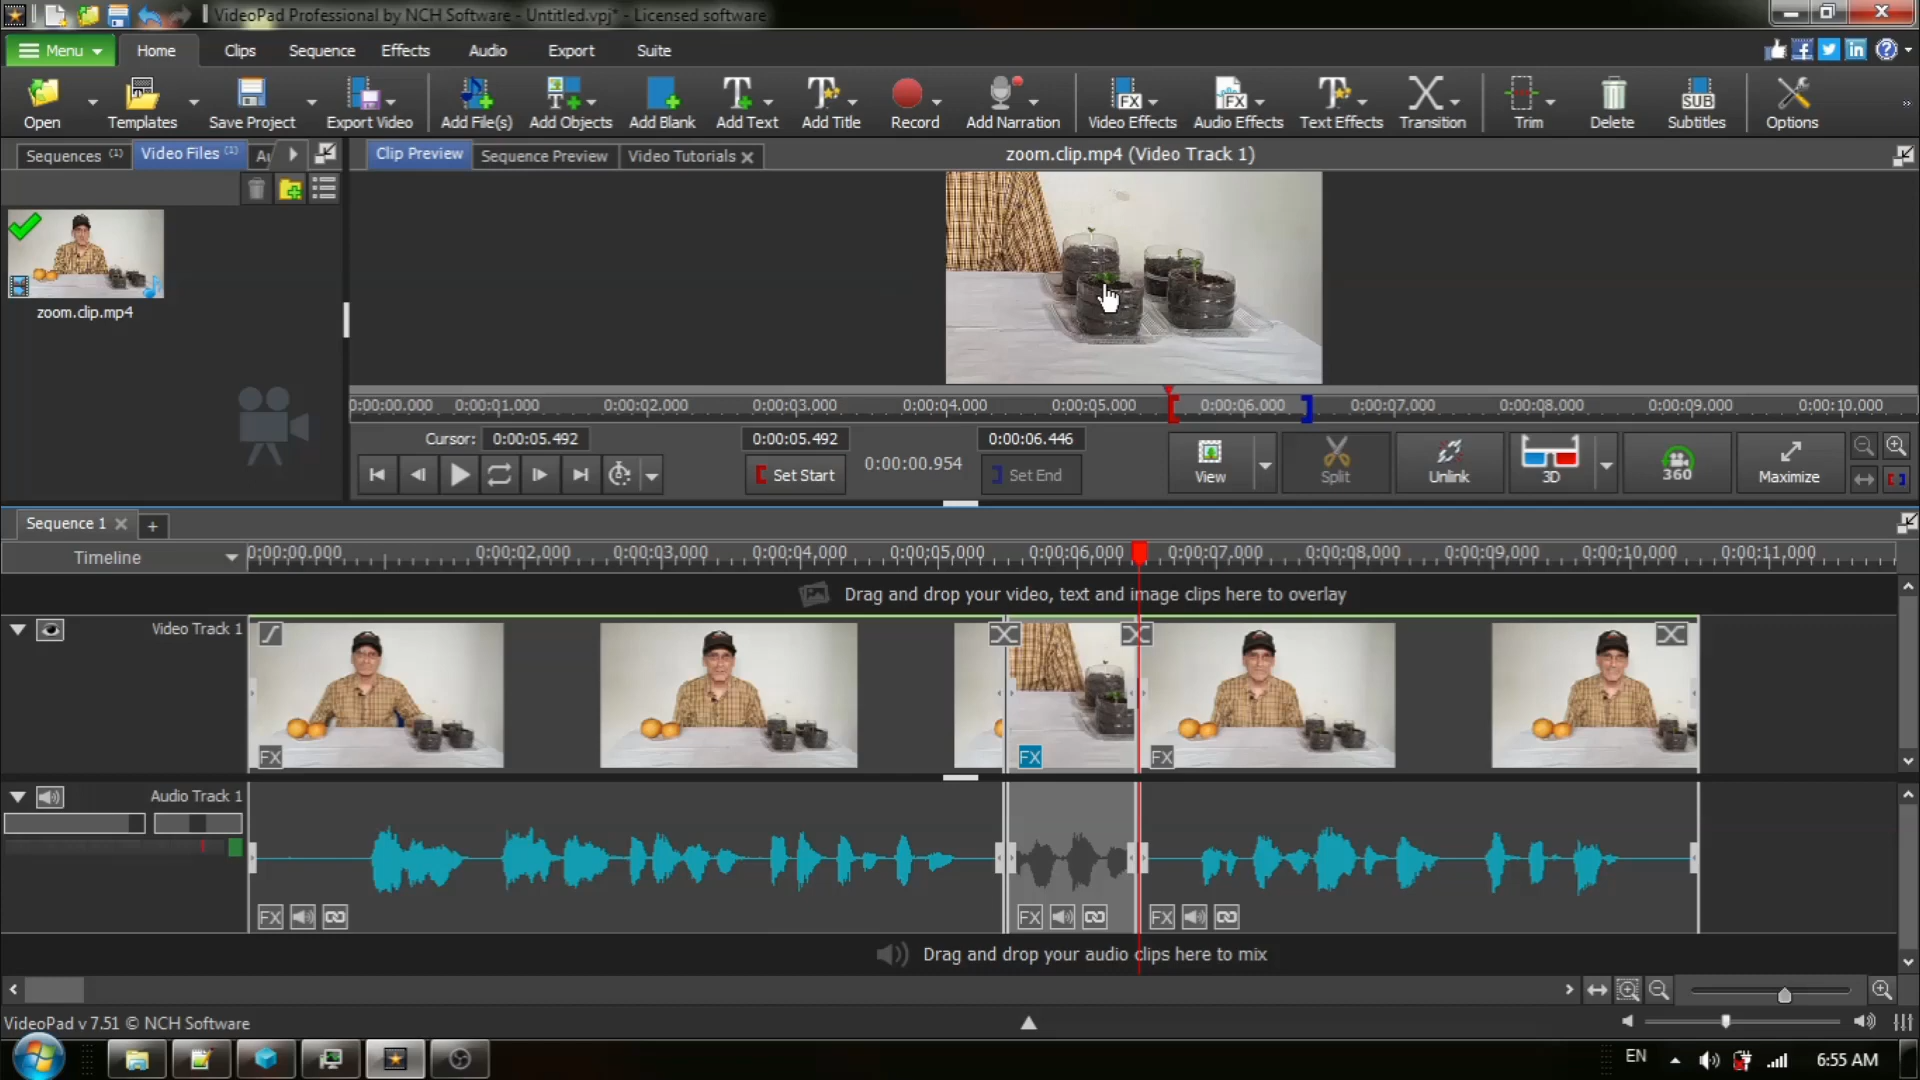 VideoPad Professional by NCH Software - Untitled.vpj* - Licensed software
Menu Home Clips Sequence Effects Audio Export Suite
Open Templates Save Project Export Video Add File(s) Add Objects Add Blank Add Text Add Title Record Add Narration Video Effects Audio Effects Text Effects Transition Trim Delete Subtitles Options
Sequences (1) Video Files (1) Clip Preview Sequence Preview Video Tutorials zoom.clip.mp4 (Video Track 1)
zoom.clip.mp4
0:00:00.000 0:00:01.000 0:00:02.000 0:00:03.000 0:00:04.000 0:00:05.000 0:00:06.000 0:00:07.000 0:00:08.000 0:00:09.000 0:00:10.000
Cursor: 0:00:05.492 0:00:05.492 0:00:06.446
Set Start 0:00:00.954 Set End View Split Unlink 3D 360 Maximize
Sequence 1
Timeline 0:00:00.000 0:00:02,000 0:00:03,000 0:00:04,000 0:00:05,000 0:00:06,000 0:00:07,000 0:00:08,000 0:00:09,000 0:00:10,000 0:00:11,000
Drag and drop your video, text and image clips here to overlay
Video Track 1
FX FX FX
Audio Track 1
FX FX FX
Drag and drop your audio clips here to mix
VideoPad v 7.51 © NCH Software
EN 6:55 AM